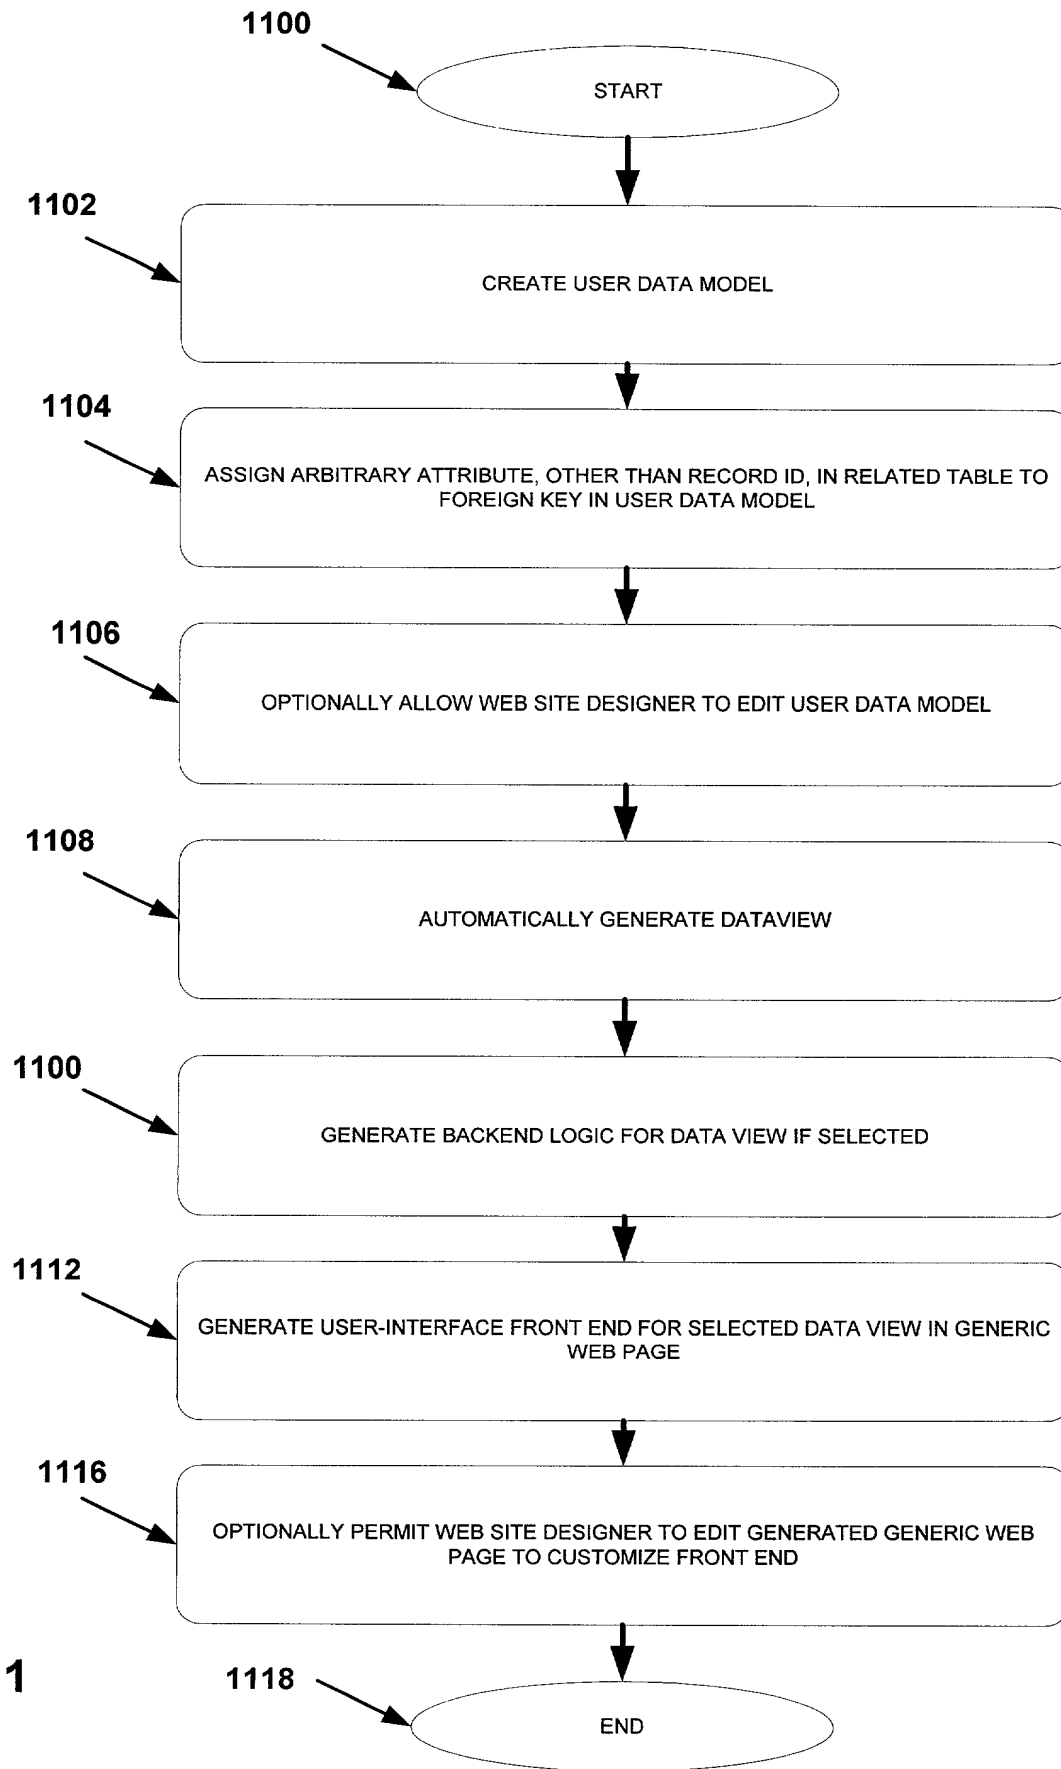 1100
START
1102
CREATE USER DATA MODEL
1104
ASSIGN ARBITRARY ATTRIBUTE, OTHER THAN RECORD ID, IN RELATED TABLE TO
FOREIGN KEY IN USER DATA MODEL
1106
OPTIONALLY ALLOW WEB SITE DESIGNER TO EDIT USER DATA MODEL
1108
AUTOMATICALLY GENERATE DATAVIEW
1100
GENERATE BACKEND LOGIC FOR DATA VIEW IF SELECTED
1112
GENERATE USER-INTERFACE FRONT END FOR SELECTED DATA VIEW IN GENERIC
WEB PAGE
1116
OPTIONALLY PERMIT WEB SITE DESIGNER TO EDIT GENERATED GENERIC WEB
PAGE TO CUSTOMIZE FRONT END
1
1118
END